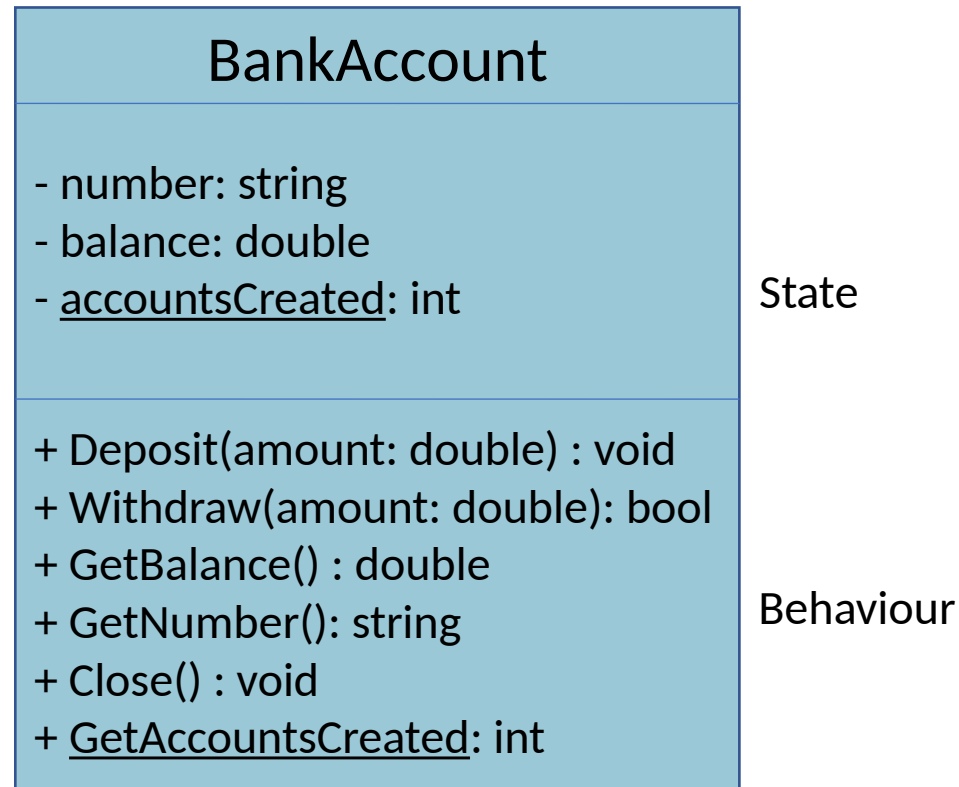 BankAccount
- number: string
- balance: double
- accountsCreated: int
State
+ Deposit(amount: double) : void
+ Withdraw(amount: double): bool
+ GetBalance() : double
+ GetNumber(): string
+ Close() : void
+ GetAccountsCreated: int
Behaviour